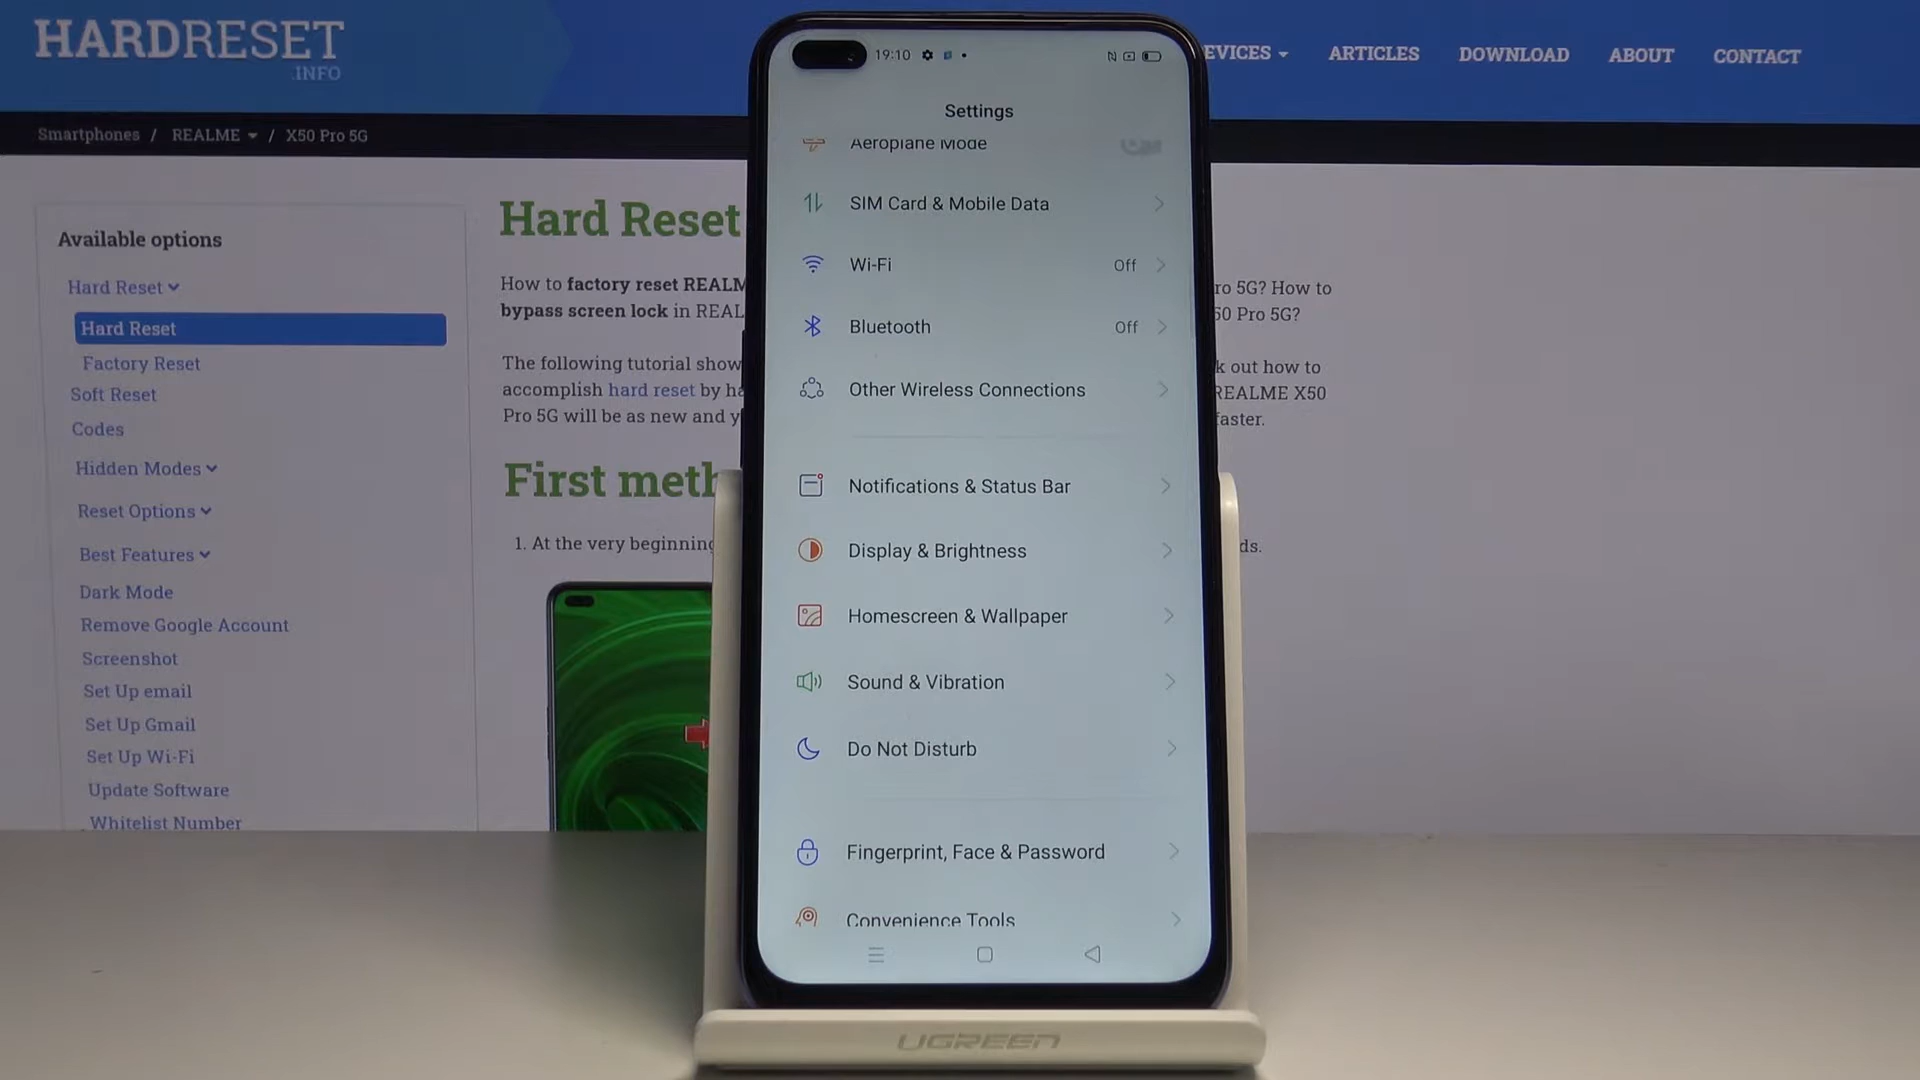 HARDRESET
.INFO
EVICES
ARTICLES
DOWNLOAD
ABOUT
CONTACT
Smartphones / REALME / X50 Pro 5G
Available options
Hard Reset
Hard Reset
Factory Reset
Soft Reset
Codes
Hidden Modes
Reset Options
Best Features
Dark Mode
Remove Google Account
Screenshot
Set Up email
Set Up Gmail
Set Up Wi-Fi
Update Software
Whitelist Number
Hard Reset
How to factory reset REALM
bypass screen lock in REAL
The following tutorial show
accomplish hard reset by ha
Pro 5G will be as new and y
First meth
1. At the very beginning
19:10
Settings
Aeroplane Mode
SIM Card & Mobile Data
Wi-Fi Off
Bluetooth Off
Other Wireless Connections
Notifications & Status Bar
Display & Brightness
Homescreen & Wallpaper
Sound & Vibration
Do Not Disturb
Fingerprint, Face & Password
Convenience Tools
ro 5G? How to
50 Pro 5G?
k out how to
REALME X50
faster.
ds.
UGREEN